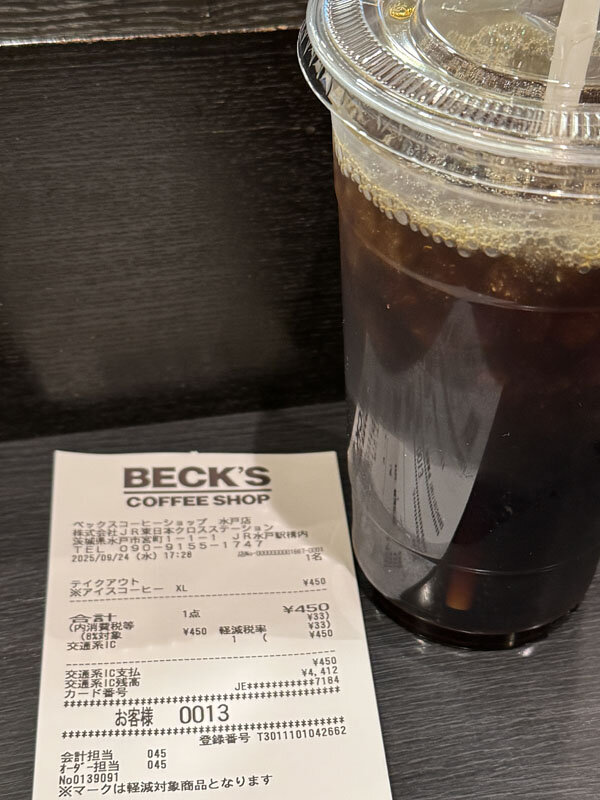 BECK'S
COFFEE SHOP
ベックスコーヒーショップ 水戸店
株式会社JR東日本クロスステーション
茨城県水戸市宮町1-1-1 JR水戸駅構内
TEL 090-9155-1747
2025/09/24 (水) 17:28
1名
テイクアウト
※アイスコーヒー XL ¥450
合計 1点 ¥450
(内消費税等 ¥33)
(8%対象 ¥450 軽減税率 ¥33)
交通系IC 1 ( ¥450
交通系IC支払 ¥450
交通系IC残高 ¥4,412
カード番号 JE**********7184
お客様 0013
登録番号 T3011101042662
会計担当 045
オーダー担当 045
No0139091
※マークは軽減対象商品となります